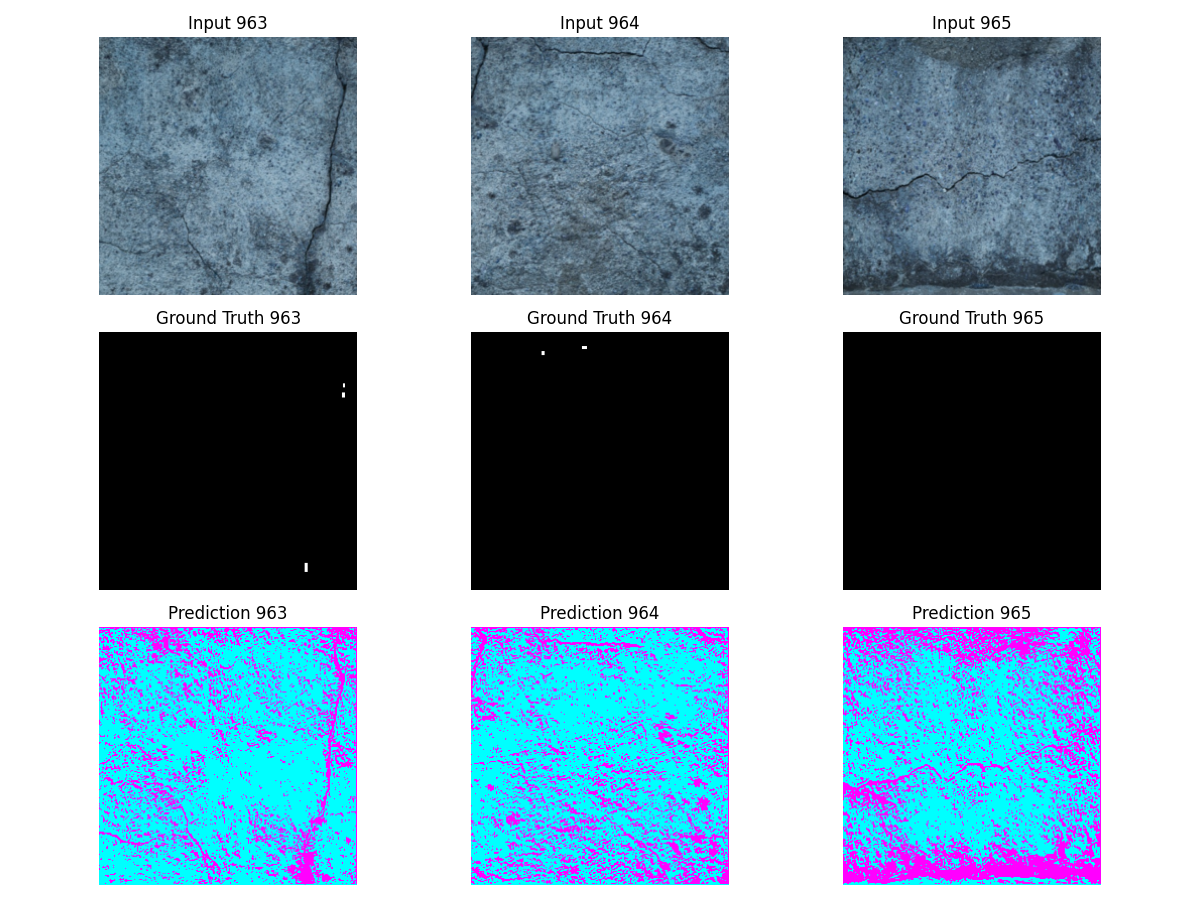 Input 963
Input 964
Input 965
Ground Truth 963
Ground Truth 964
Ground Truth 965
Prediction 963
Prediction 964
Prediction 965